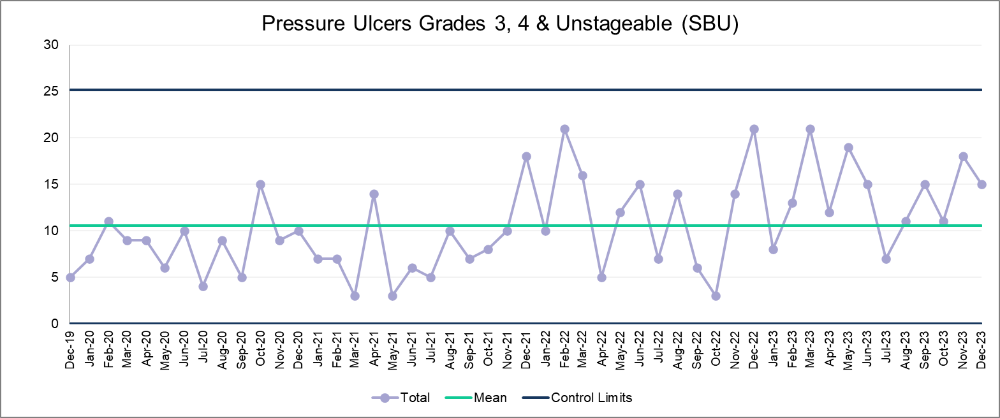 Pressure Ulcers Grades 3, 4 & Unstageable (SBU)
30
25
20
15
10
5
0
Dec-19
Jan-20
Feb-20
Mar-20
Apr-20
May-20
Jun-20
Jul-20
Aug-20
Sep-20
Oct-20
Nov-20
Dec-20
Jan-21
Feb-21
Mar-21
Apr-21
May-21
Jun-21
Jul-21
Aug-21
Sep-21
Oct-21
Nov-21
Dec-21
Jan-22
Feb-22
Mar-22
Apr-22
May-22
Jun-22
Jul-22
Aug-22
Sep-22
Oct-22
Nov-22
Dec-22
Jan-23
Feb-23
Mar-23
Apr-23
May-23
Jun-23
Jul-23
Aug-23
Sep-23
Oct-23
Nov-23
Dec-23
Total
Mean
Control Limits